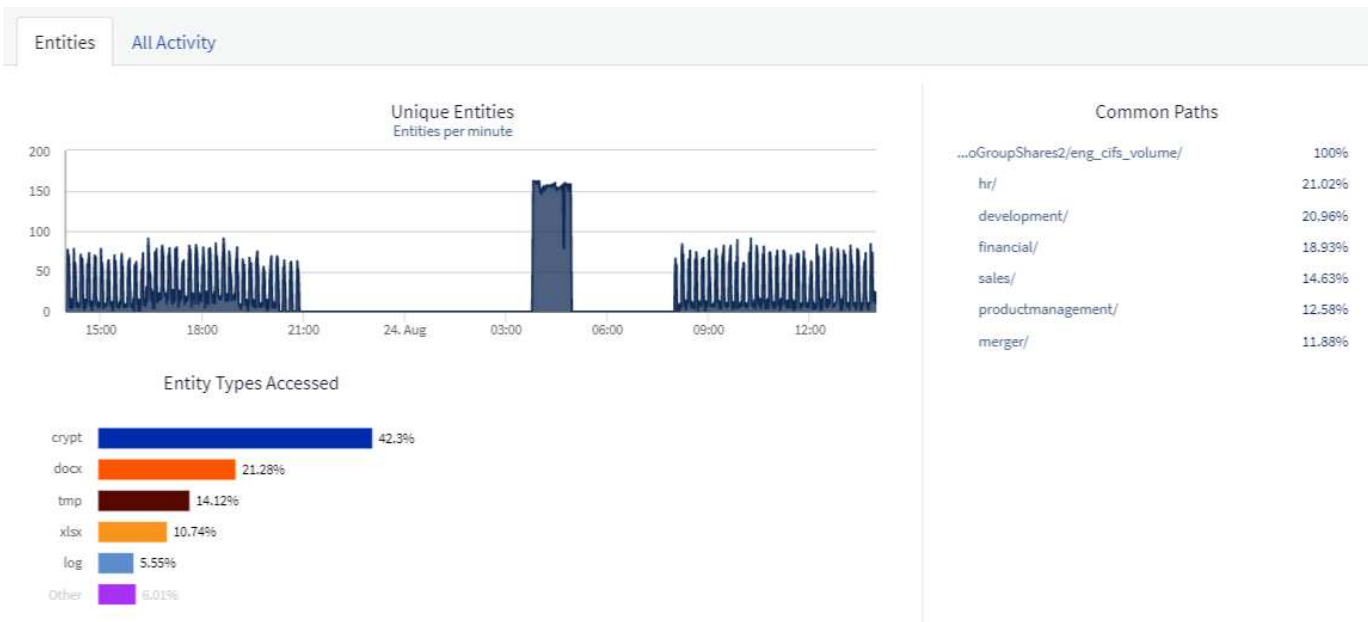 Entities All Activity
Unique Entities
Entities per minute
200
150
100
50
0
15:00 18:00 21:00 24. Aug 03:00 06:00 09:00 12:00
Common Paths
...oGroupShares2/eng_cifs_volume/ 100%
hr/ 21.02%
development/ 20.96%
financial/ 18.93%
sales/ 14.63%
productmanagement/ 12.58%
merger/ 11.88%
Entity Types Accessed
crypt 42.3%
docx 21.28%
tmp 14.12%
xlsx 10.74%
log 5.55%
Other 6.01%